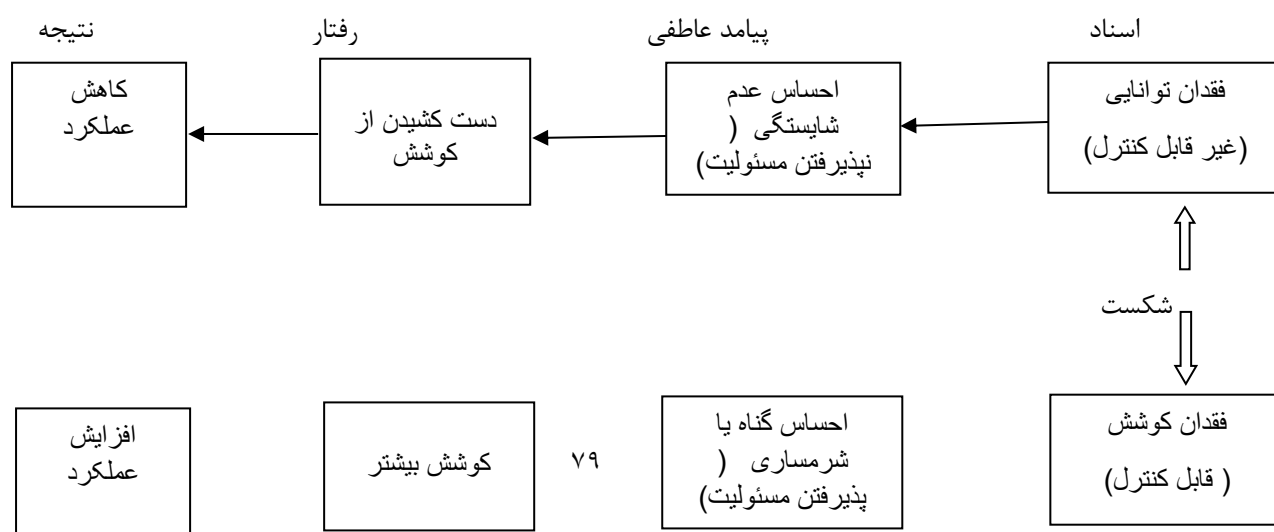 اسناد
پیامد عاطفی
رفتار
نتیجه
فقدان توانایی
(غیر قابل کنترل)
احساس عدم
شایستگی (
نپذیرفتن مسئولیت)
دست کشیدن از
کوشش
کاهش
عملکرد
شکست
فقدان کوشش
( قابل کنترل)
احساس گناه یا
شرمساری (
پذیرفتن مسئولیت)
۷۹
کوشش بیشتر
افزایش
عملکرد